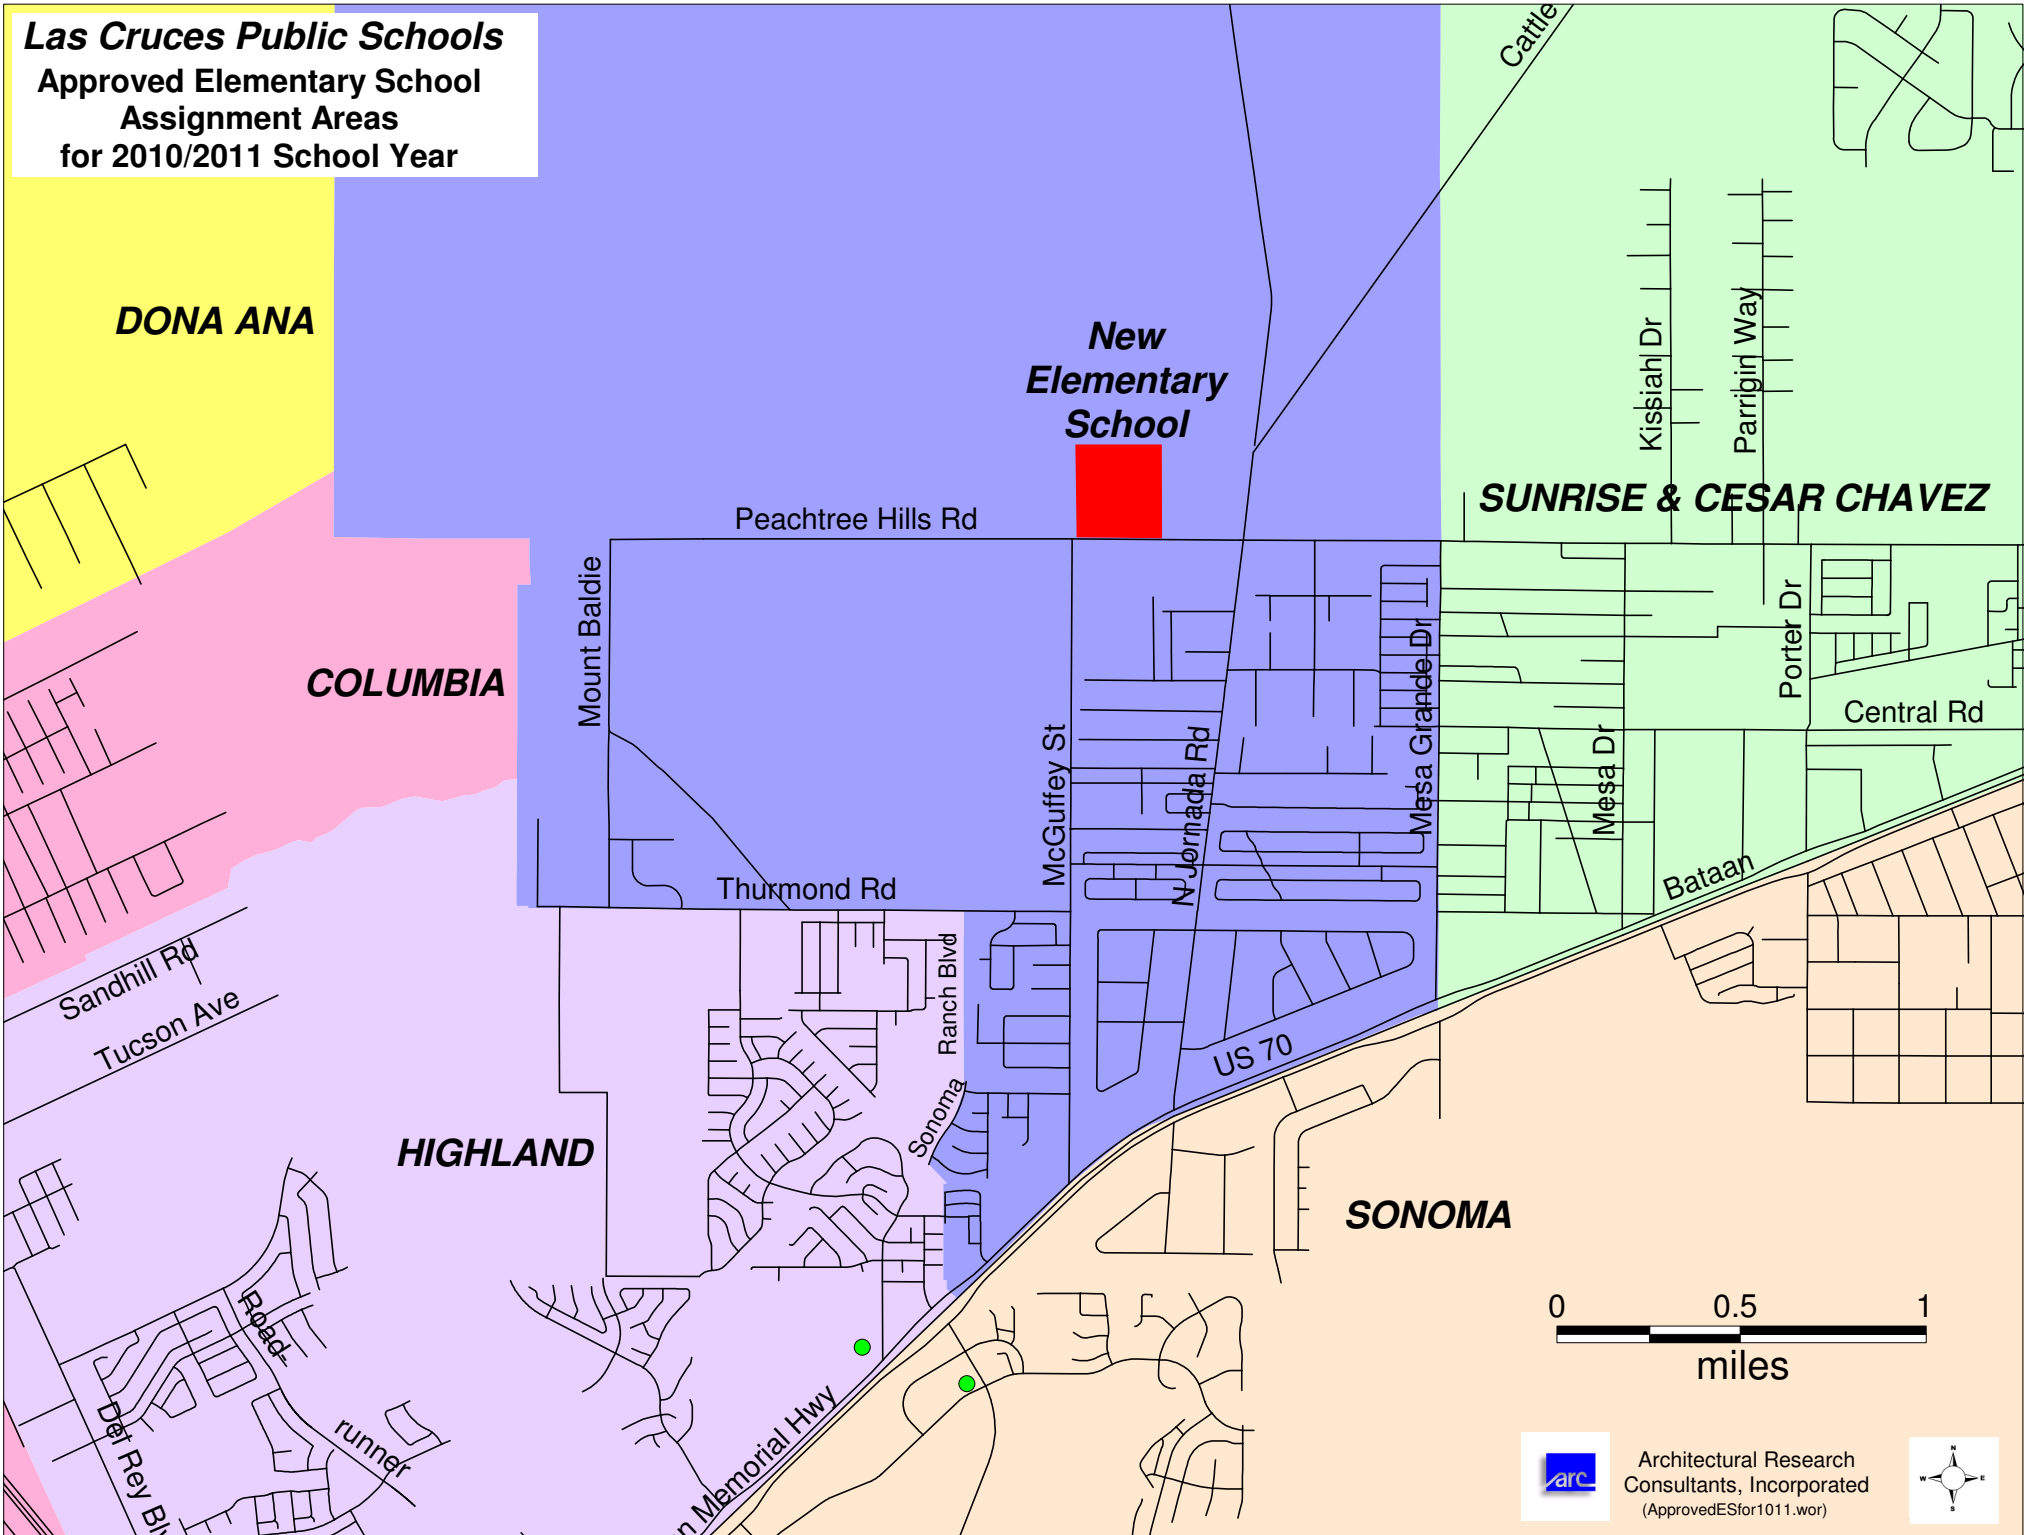 Las Cruces Public Schools
Approved Elementary School
Assignment Areas
for 2010/2011 School Year
Cattle
DONA ANA
New
Elementary
School
Kissiah Dr
Parrigin Way
SUNRISE & CESAR CHAVEZ
Peachtree Hills Rd
Mount Baldie
COLUMBIA
McGuffey St
N Jornada Rd
Mesa Grande Dr
Mesa Dr
Porter Dr
Central Rd
Thurmond Rd
Bataan
Sandhill Rd
Tucson Ave
Ranch Blvd
Sonoma
US 70
HIGHLAND
SONOMA
Road-
runner
Del Rey Blv
n Memorial Hwy
0 0.5 1
miles
arc
Architectural Research
Consultants, Incorporated
(ApprovedESfor1011.wor)
N
W E
S